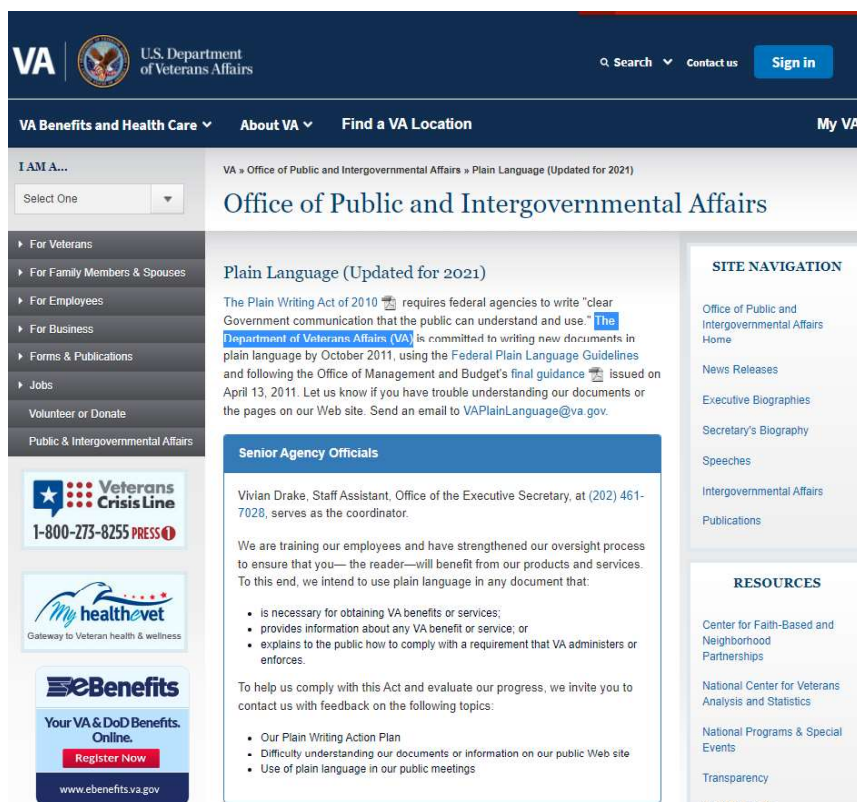 VA
U.S. Department
of Veterans Affairs
Search
Contact us
Sign in
VA Benefits and Health Care
About VA
Find a VA Location
My VA
I AM A...
Select One
For Veterans
For Family Members & Spouses
For Employees
For Business
Forms & Publications
Jobs
Volunteer or Donate
Public & Intergovernmental Affairs
Veterans
Crisis Line
1-800-273-8255 PRESS 1
My healthevet
Gateway to Veteran health & wellness
eBenefits
Your VA & DoD Benefits.
Online.
Register Now
www.ebenefits.va.gov
VA » Office of Public and Intergovernmental Affairs » Plain Language (Updated for 2021)
Office of Public and Intergovernmental Affairs
Plain Language (Updated for 2021)
The Plain Writing Act of 2010 requires federal agencies to write "clear
Government communication that the public can understand and use." The
Department of Veterans Affairs (VA) is committed to writing new documents in
plain language by October 2011, using the Federal Plain Language Guidelines
and following the Office of Management and Budget's final guidance issued on
April 13, 2011. Let us know if you have trouble understanding our documents or
the pages on our Web site. Send an email to VAPlainLanguage@va.gov.
Senior Agency Officials
Vivian Drake, Staff Assistant, Office of the Executive Secretary, at (202) 461-
7028, serves as the coordinator.
We are training our employees and have strengthened our oversight process
to ensure that you— the reader—will benefit from our products and services.
To this end, we intend to use plain language in any document that:
is necessary for obtaining VA benefits or services;
provides information about any VA benefit or service; or
explains to the public how to comply with a requirement that VA administers or
enforces.
To help us comply with this Act and evaluate our progress, we invite you to
contact us with feedback on the following topics:
Our Plain Writing Action Plan
Difficulty understanding our documents or information on our public Web site
Use of plain language in our public meetings
SITE NAVIGATION
Office of Public and
Intergovernmental Affairs
Home
News Releases
Executive Biographies
Secretary's Biography
Speeches
Intergovernmental Affairs
Publications
RESOURCES
Center for Faith-Based and
Neighborhood
Partnerships
National Center for Veterans
Analysis and Statistics
National Programs & Special
Events
Transparency